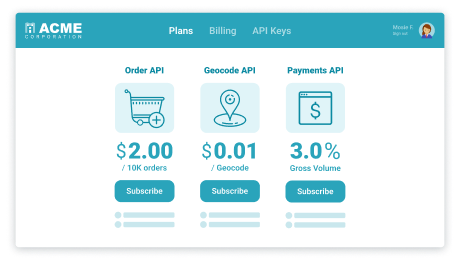 ACME
CORPORATION
Plans Billing API Keys
Moxie F.
Sign out
Order API Geocode API Payments API
$2.00 $0.01 3.0%
/ 10K orders / Geocode Gross Volume
Subscribe Subscribe Subscribe